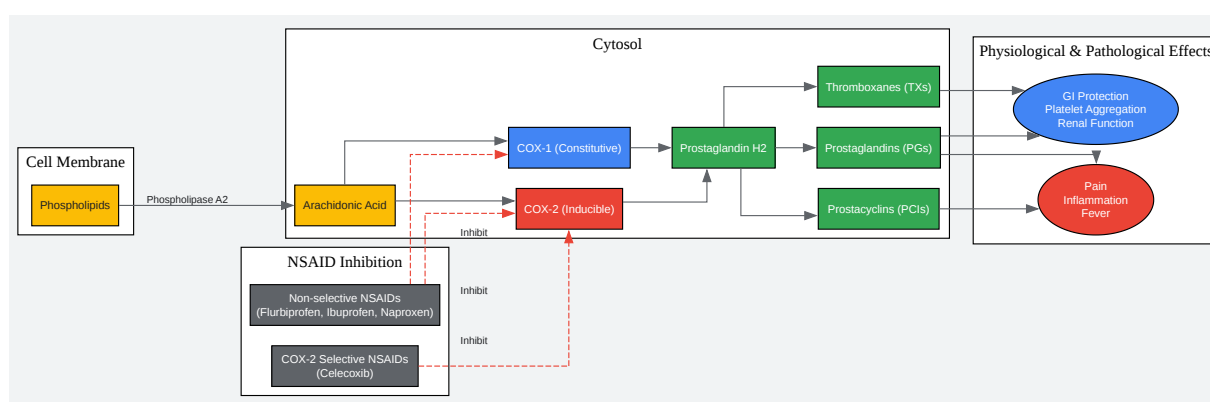 Cytosol
Physiological & Pathological Effects
Thromboxanes (TXs)
GI Protection
Platelet Aggregation
Renal Function
Cell Membrane
COX-1 (Constitutive)
Prostaglandin H2
Prostaglandins (PGs)
Phospholipids
Phospholipase A2
Arachidonic Acid
COX-2 (Inducible)
Prostacyclins (PCIs)
Pain
Inflammation
Fever
Inhibit
NSAID Inhibition
Non-selective NSAIDs
(Flurbiprofen, Ibuprofen, Naproxen)
Inhibit
COX-2 Selective NSAIDs
(Celecoxib)
Inhibit